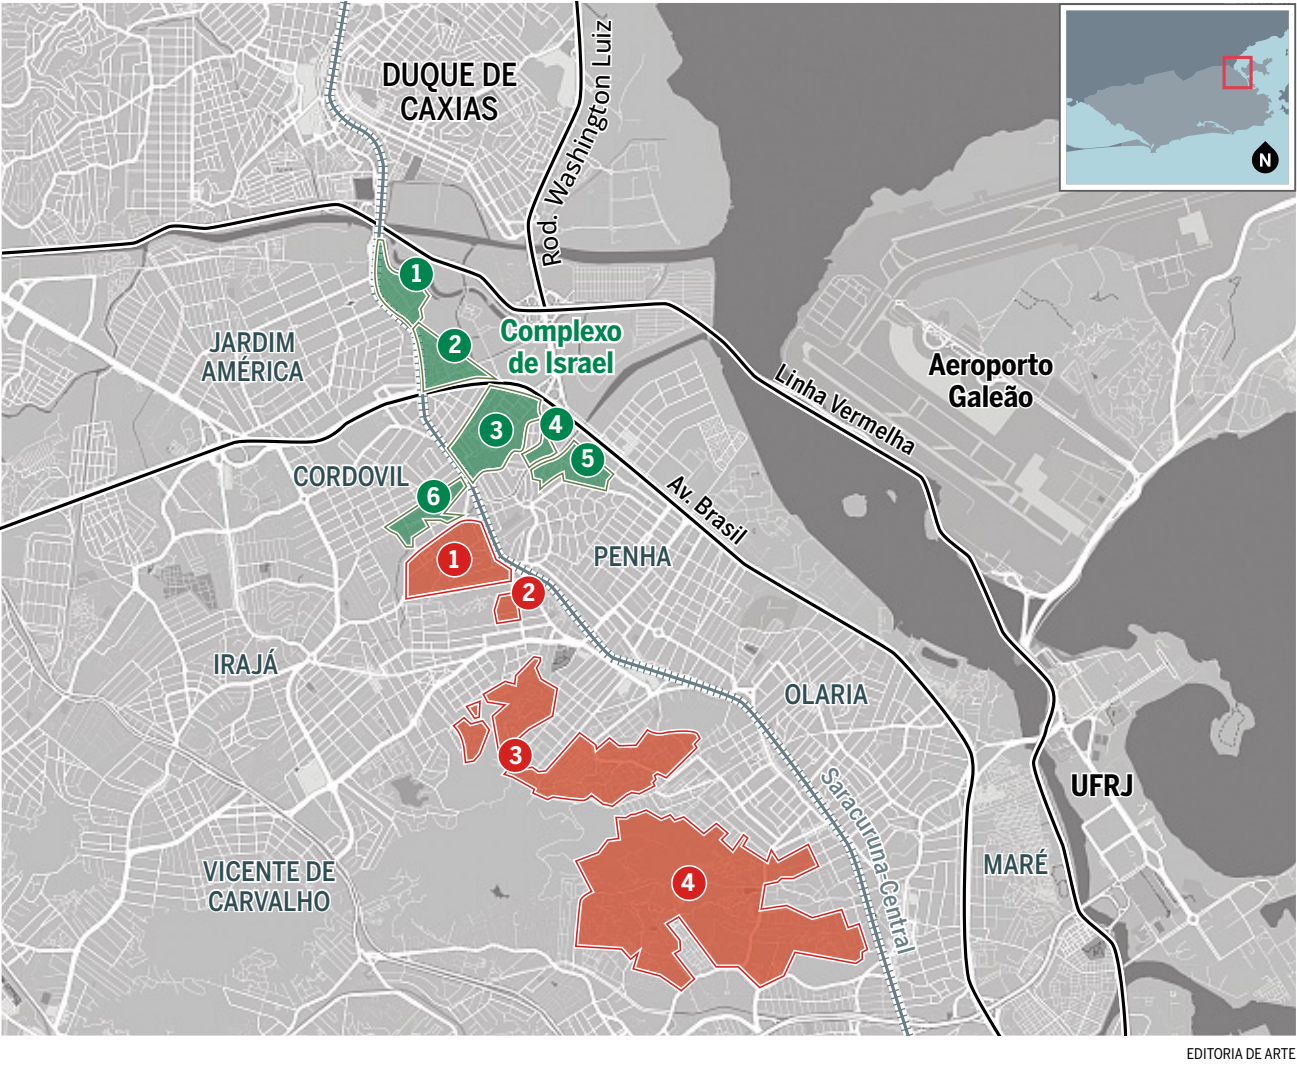 DUQUE DE
CAXIAS
Rod. Washington Luiz
N
1
2
Complexo
de Israel
JARDIM
AMÉRICA
Aeroporto
Galeão
Linha Vermelha
3
4
5
CORDOVIL
6
Av. Brasil
1
PENHA
2
IRAJÁ
OLARIA
3
Saracuruna-Central
UFRJ
VICENTE DE
CARVALHO
4
MARÉ
EDITORIA DE ARTE